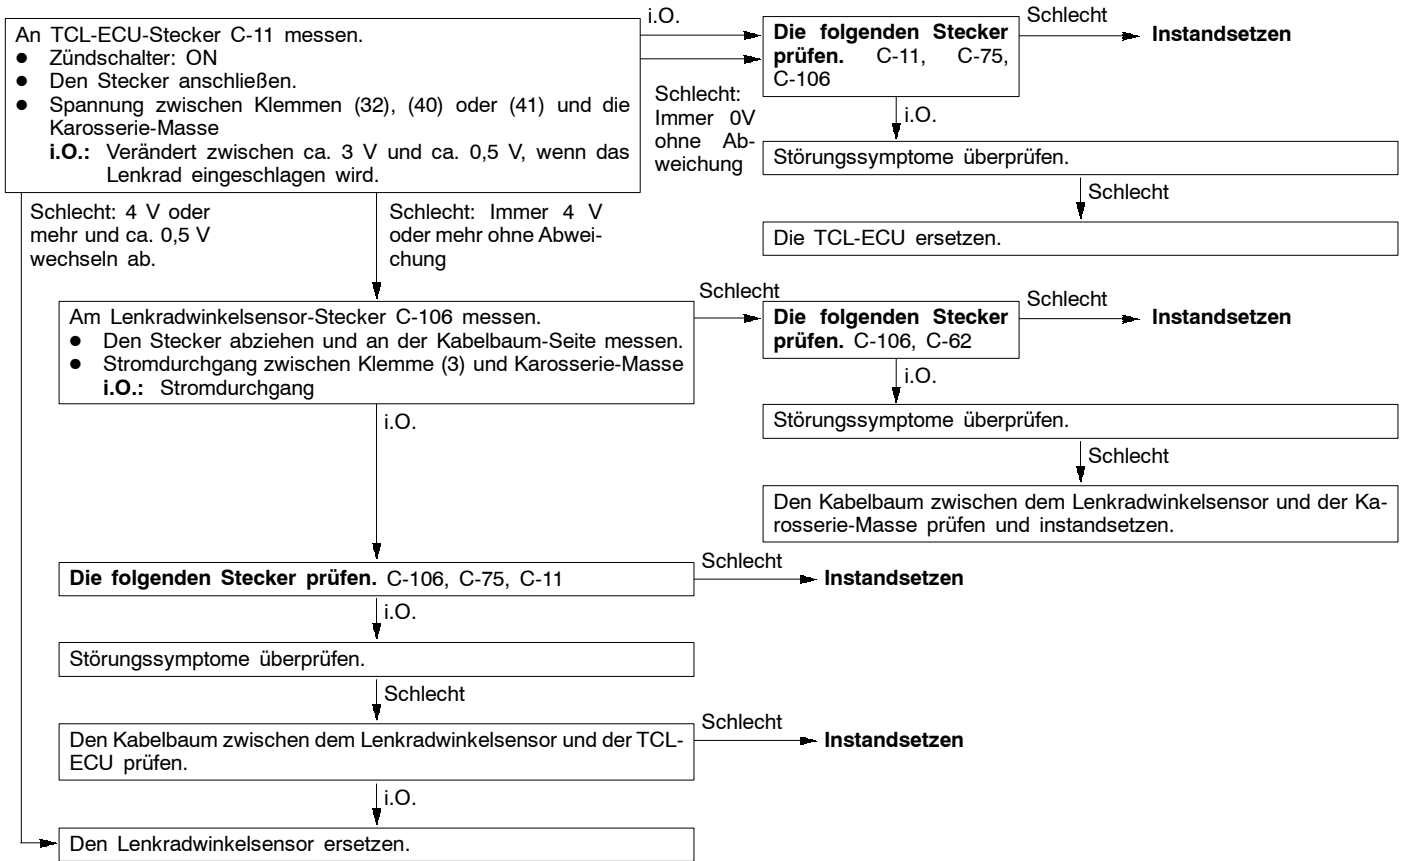 An TCL-ECU-Stecker C-11 messen.
● Zündschalter: ON
● Den Stecker anschließen.
● Spannung zwischen Klemmen (32), (40) oder (41) und die
Karosserie-Masse
i.O.: Verändert zwischen ca. 3 V und ca. 0,5 V, wenn das
Lenkrad eingeschlagen wird.
i.O.
Schlecht:
Immer 0V
ohne Ab-
weichung
Die folgenden Stecker
prüfen. C-11, C-75,
C-106
Schlecht
Instandsetzen
i.O.
Störungssymptome überprüfen.
Schlecht
Die TCL-ECU ersetzen.
Schlecht: 4 V oder
mehr und ca. 0,5 V
wechseln ab.
Schlecht: Immer 4 V
oder mehr ohne Abwei-
chung
Am Lenkradwinkelsensor-Stecker C-106 messen.
● Den Stecker abziehen und an der Kabelbaum-Seite messen.
● Stromdurchgang zwischen Klemme (3) und Karosserie-Masse
i.O.: Stromdurchgang
Schlecht
Die folgenden Stecker
prüfen. C-106, C-62
Schlecht
Instandsetzen
i.O.
Störungssymptome überprüfen.
Schlecht
Den Kabelbaum zwischen dem Lenkradwinkelsensor und der Ka-
rosserie-Masse prüfen und instandsetzen.
i.O.
Die folgenden Stecker prüfen. C-106, C-75, C-11
Schlecht
Instandsetzen
i.O.
Störungssymptome überprüfen.
Schlecht
Den Kabelbaum zwischen dem Lenkradwinkelsensor und der TCL-
ECU prüfen.
Schlecht
Instandsetzen
i.O.
Den Lenkradwinkelsensor ersetzen.